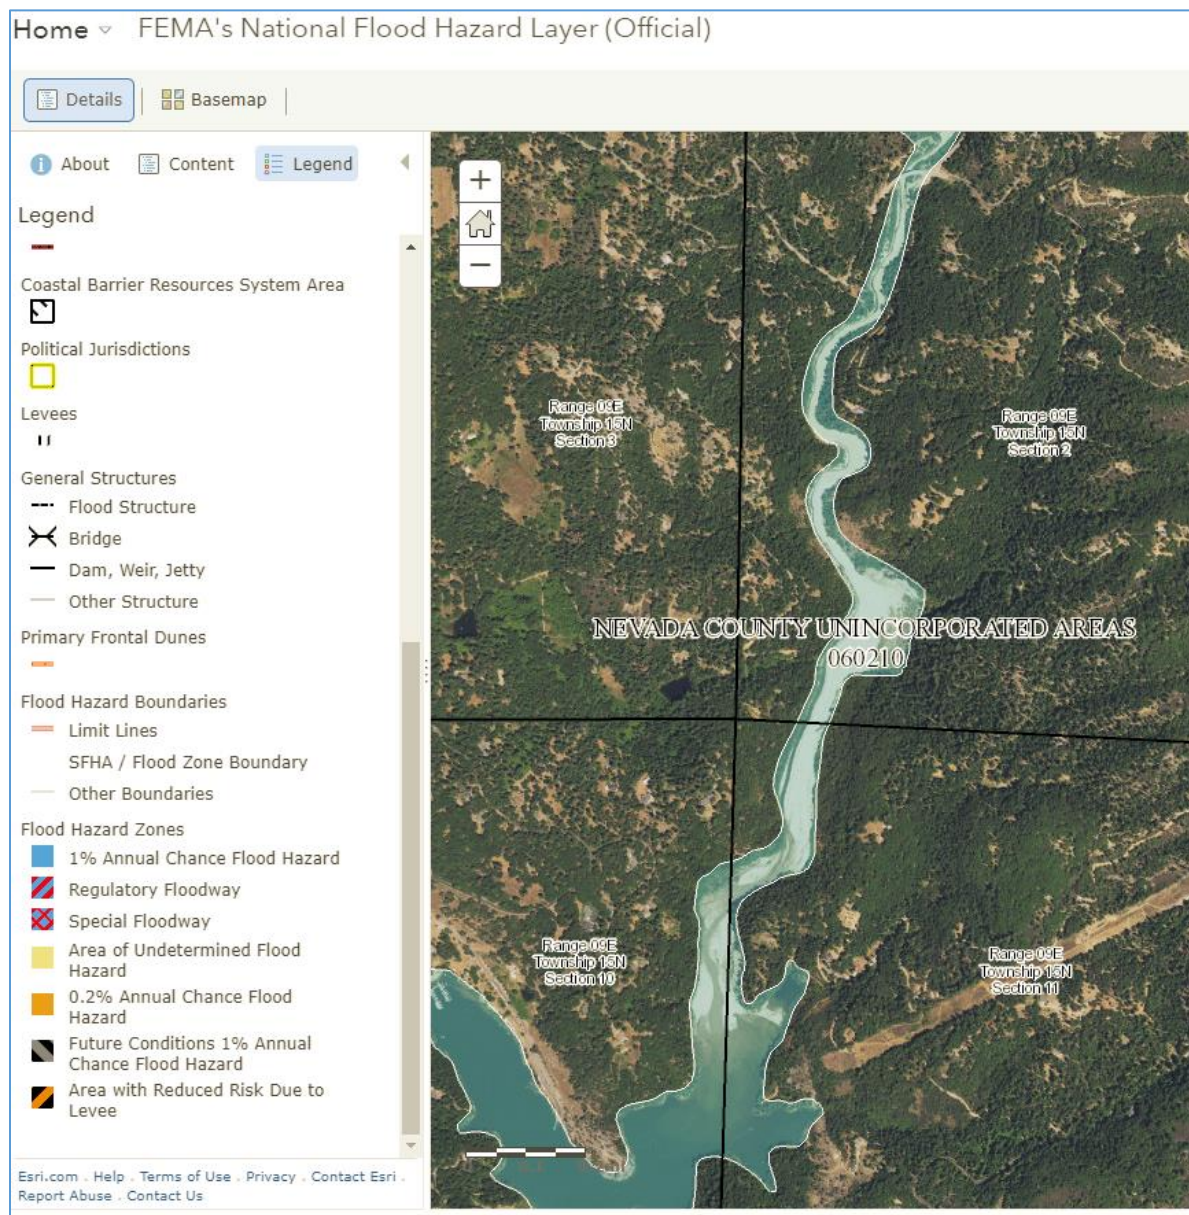 Home FEMA's National Flood Hazard Layer (Official)
Details Basemap
About Content Legend
Legend
Coastal Barrier Resources System Area
Political Jurisdictions
Levees
General Structures
Flood Structure
Bridge
Dam, Weir, Jetty
Other Structure
Primary Frontal Dunes
Flood Hazard Boundaries
Limit Lines
SFHA / Flood Zone Boundary
Other Boundaries
Flood Hazard Zones
1% Annual Chance Flood Hazard
Regulatory Floodway
Special Floodway
Area of Undetermined Flood
Hazard
0.2% Annual Chance Flood
Hazard
Future Conditions 1% Annual
Chance Flood Hazard
Area with Reduced Risk Due to
Levee
Esri.com . Help . Terms of Use . Privacy . Contact Esri .
Report Abuse . Contact Us
+
−
Range 09E
Township 15N
Section 3
Range 09E
Township 15N
Section 2
NEVADA COUNTY UNINCORPORATED AREAS
060210
Range 09E
Township 15N
Section 10
Range 09E
Township 15N
Section 11